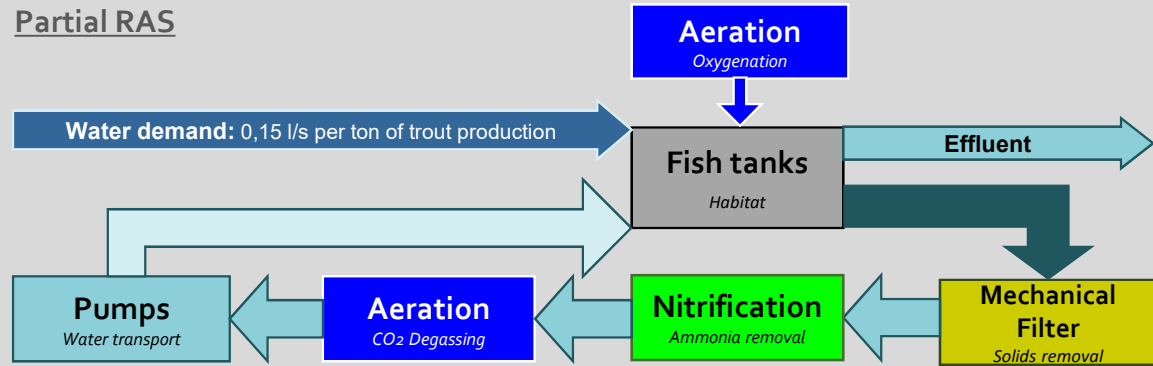 Partial RAS
Aeration
Oxygenation
Water demand: 0,15 l/s per ton of trout production
Effluent
Fish tanks
Habitat
Pumps
Water transport
Aeration
CO2 Degassing
Nitrification
Ammonia removal
Mechanical
Filter
Solids removal